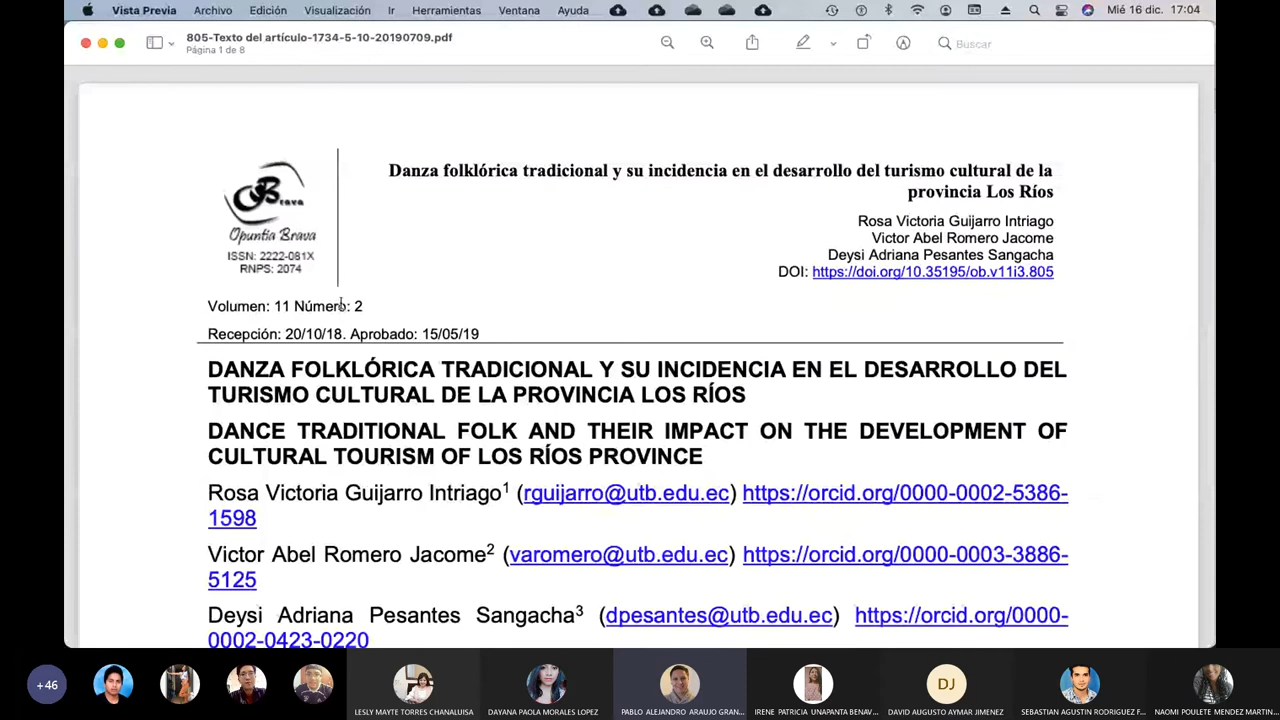 Vista Previa Archivo Edición Visualización Ir Herramientas Ventana Ayuda Mié 16 dic. 17:04
805-Texto del artículo-1734-5-10-20190709.pdf
Página 1 de 8
Buscar
Danza folklórica tradicional y su incidencia en el desarrollo del turismo cultural de la
provincia Los Ríos
Rosa Victoria Guijarro Intriago
Victor Abel Romero Jacome
Deysi Adriana Pesantes Sangacha
DOI: https://doi.org/10.35195/ob.v11i3.805
Brava
Opuntia Brava
ISSN: 2222-081X
RNPS: 2074
Volumen: 11 Número: 2
Recepción: 20/10/18. Aprobado: 15/05/19
DANZA FOLKLÓRICA TRADICIONAL Y SU INCIDENCIA EN EL DESARROLLO DEL
TURISMO CULTURAL DE LA PROVINCIA LOS RÍOS
DANCE TRADITIONAL FOLK AND THEIR IMPACT ON THE DEVELOPMENT OF
CULTURAL TOURISM OF LOS RÍOS PROVINCE
Rosa Victoria Guijarro Intriago¹ (rguijarro@utb.edu.ec) https://orcid.org/0000-0002-5386-
1598
Victor Abel Romero Jacome² (varomero@utb.edu.ec) https://orcid.org/0000-0003-3886-
5125
Deysi Adriana Pesantes Sangacha³ (dpesantes@utb.edu.ec) https://orcid.org/0000-
0002-0423-0220
+46
DJ
LESLY MAYTE TORRES CHANALUISA
DAYANA PAOLA MORALES LOPEZ
PABLO ALEJANDRO ARAUJO GRAN...
IRENE PATRICIA UNAPANTA BENAV...
DAVID AUGUSTO AYMAR JIMENEZ
SEBASTIAN AGUSTIN RODRIGUEZ F...
NAOMI POULETE MENDEZ MARTIN...